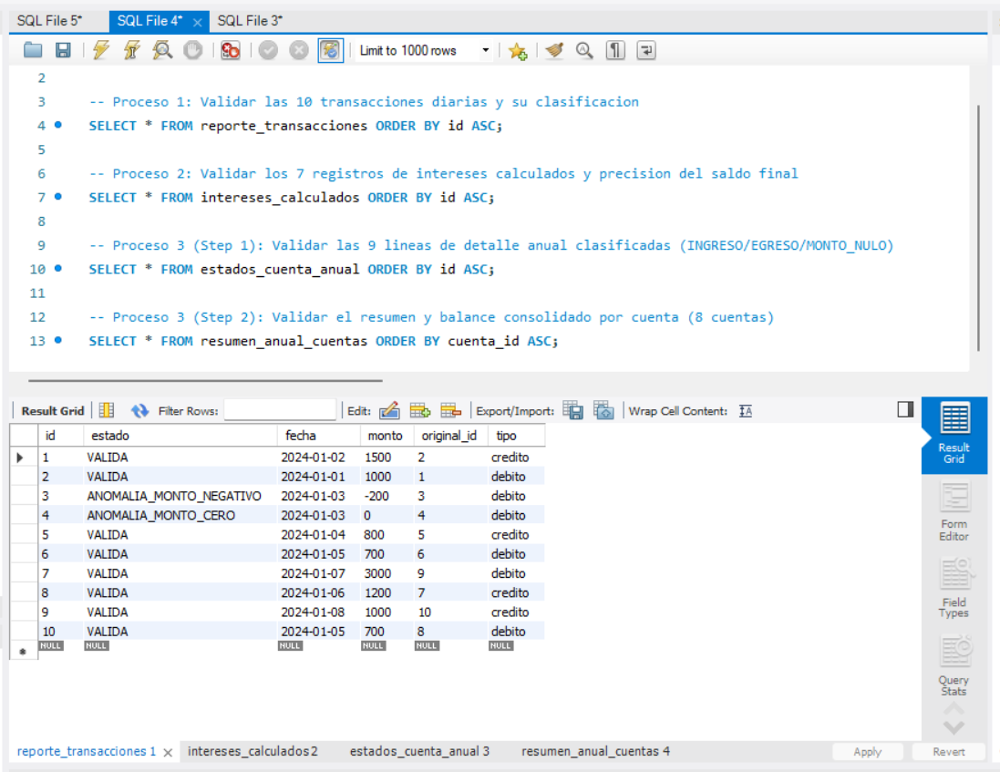 SQL File 5* SQL File 4* SQL File 3*
Limit to 1000 rows
2
3 -- Proceso 1: Validar las 10 transacciones diarias y su clasificacion
4 SELECT * FROM reporte_transacciones ORDER BY id ASC;
5
6 -- Proceso 2: Validar los 7 registros de intereses calculados y precision del saldo final
7 SELECT * FROM intereses_calculados ORDER BY id ASC;
8
9 -- Proceso 3 (Step 1): Validar las 9 lineas de detalle anual clasificadas (INGRESO/EGRESO/MONTO_NULO)
10 SELECT * FROM estados_cuenta_anual ORDER BY id ASC;
11
12 -- Proceso 3 (Step 2): Validar el resumen y balance consolidado por cuenta (8 cuentas)
13 SELECT * FROM resumen_anual_cuentas ORDER BY cuenta_id ASC;
Result Grid Filter Rows: Edit: Export/Import: Wrap Cell Content: IA
id estado fecha monto original_id tipo
1 VALIDA 2024-01-02 1500 2 credito
2 VALIDA 2024-01-01 1000 1 debito
3 ANOMALIA_MONTO_NEGATIVO 2024-01-03 -200 3 debito
4 ANOMALIA_MONTO_CERO 2024-01-03 0 4 debito
5 VALIDA 2024-01-04 800 5 credito
6 VALIDA 2024-01-05 700 6 debito
7 VALIDA 2024-01-07 3000 9 debito
8 VALIDA 2024-01-06 1200 7 credito
9 VALIDA 2024-01-08 1000 10 credito
10 VALIDA 2024-01-05 700 8 debito
NULL NULL NULL NULL NULL NULL
Result
Grid
Form
Editor
Field
Types
Query
Stats
reporte_transacciones 1 intereses_calculados 2 estados_cuenta_anual 3 resumen_anual_cuentas 4 Apply Revert